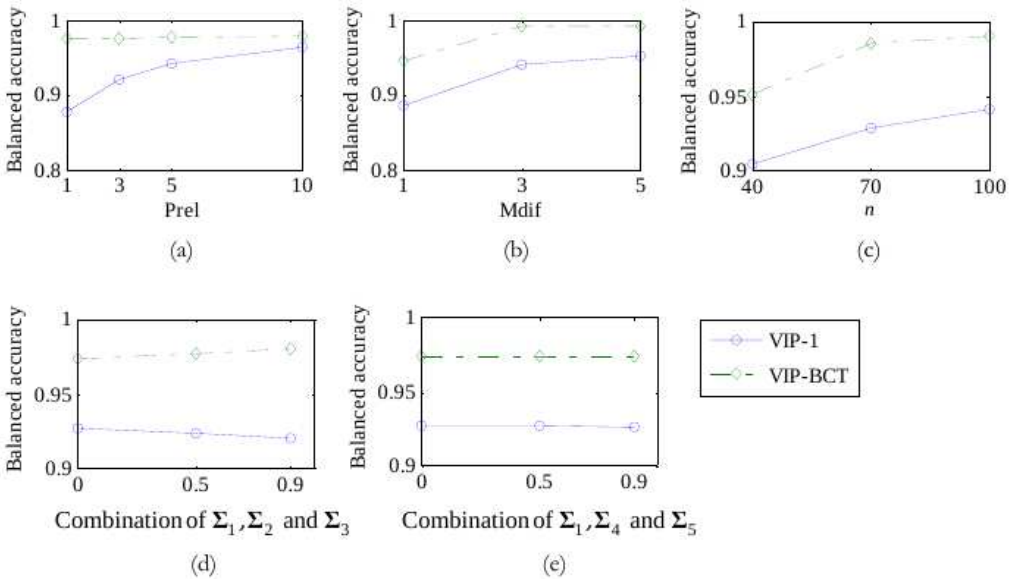 Balanced accuracy
1
0.9
0.8
1 3 5 10
Prel
(a)
Balanced accuracy
1
0.9
0.8
1 3 5
Mdif
(b)
Balanced accuracy
1
0.95
0.9
40 70 100
n
(c)
Balanced accuracy
1
0.95
0.9
0 0.5 0.9
Combination of Σ1,Σ2 and Σ3
(d)
Balanced accuracy
1
0.95
0.9
0 0.5 0.9
Combination of Σ1,Σ4 and Σ5
(e)
VIP-1
VIP-BCT